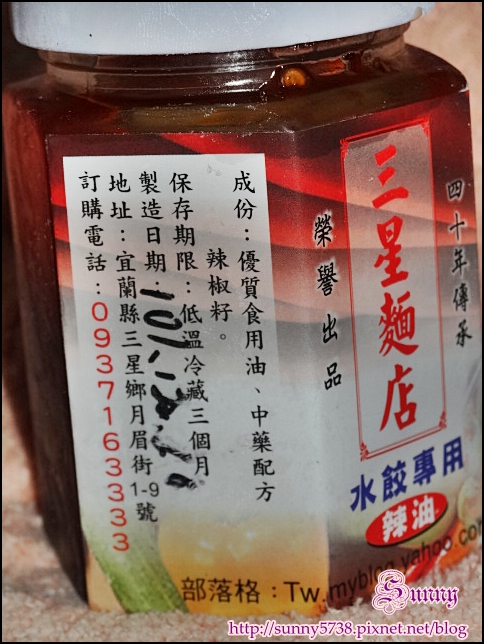 四十年傳承
三星麵店
榮譽出品
水餃專用
辣油
成份：優質食用油、中藥配方
辣椒籽。
保存期限：低溫冷藏三個月
製造日期：101.12.
地址：宜蘭縣三星鄉月眉街1-9號
訂購電話：0937163333
部落格：Tw.myblog.yahoo.com
Sunny
http://sunny5738.pixnet.net/blog